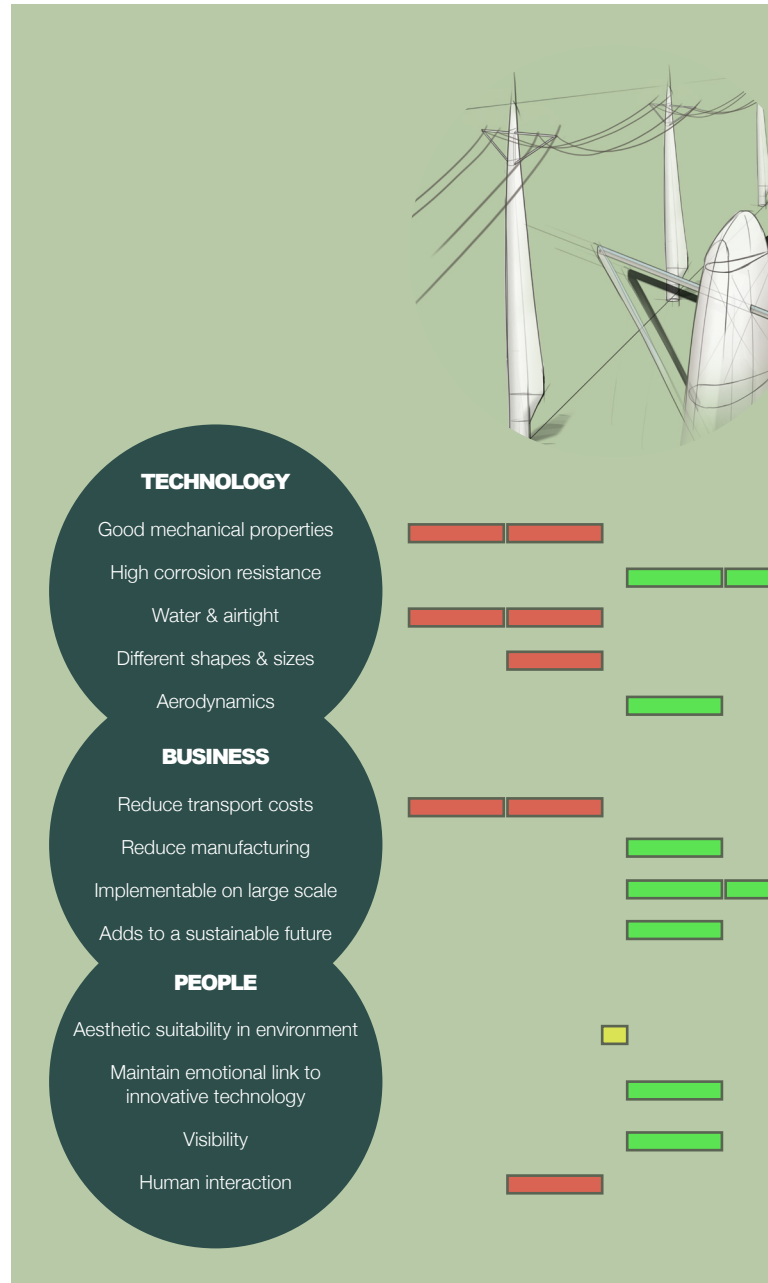 TECHNOLOGY
Good mechanical properties
High corrosion resistance
Water & airtight
Different shapes & sizes
Aerodynamics
BUSINESS
Reduce transport costs
Reduce manufacturing
Implementable on large scale
Adds to a sustainable future
PEOPLE
Aesthetic suitability in environment
Maintain emotional link to
innovative technology
Visibility
Human interaction